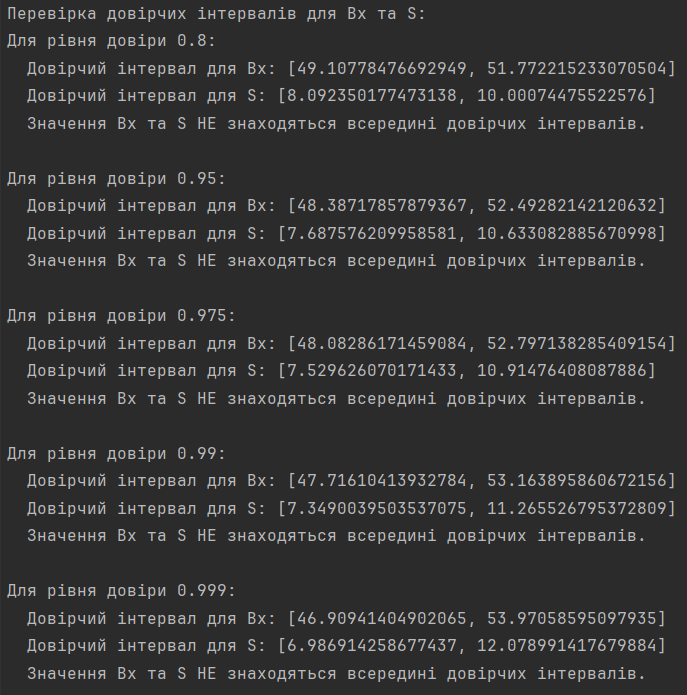 Перевірка довірчих інтервалів для Bx та S:
Для рівня довіри 0.8:
Довірчий інтервал для Bx: [49.10778476692949, 51.772215233070504]
Довірчий інтервал для S: [8.092350177473138, 10.00074475522576]
Значення Bx та S НЕ знаходяться всередині довірчих інтервалів.
Для рівня довіри 0.95:
Довірчий інтервал для Bx: [48.38717857879367, 52.49282142120632]
Довірчий інтервал для S: [7.687576209958581, 10.633082885670998]
Значення Bx та S НЕ знаходяться всередині довірчих інтервалів.
Для рівня довіри 0.975:
Довірчий інтервал для Bx: [48.08286171459084, 52.797138285409154]
Довірчий інтервал для S: [7.529626070171433, 10.91476408087886]
Значення Bx та S НЕ знаходяться всередині довірчих інтервалів.
Для рівня довіри 0.99:
Довірчий інтервал для Bx: [47.71610413932784, 53.163895860672156]
Довірчий інтервал для S: [7.3490039503537075, 11.265526795372809]
Значення Bx та S НЕ знаходяться всередині довірчих інтервалів.
Для рівня довіри 0.999:
Довірчий інтервал для Bx: [46.90941404902065, 53.97058595097935]
Довірчий інтервал для S: [6.986914258677437, 12.078991417679884]
Значення Bx та S НЕ знаходяться всередині довірчих інтервалів.